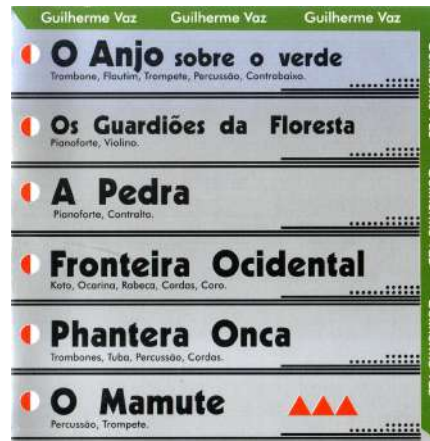 Guilherme Vaz Guilherme Vaz Guilherme Vaz
O Anjo sobre o verde
Trombone, Flautim, Trompete, Percussão, Contrabaixo.
Os Guardiões da Floresta
Pianoforte, Violino.
A Pedra
Pianoforte, Contralto.
Fronteira Ocidental
Koto, Ocarina, Rabeca, Cordas, Coro.
Phantera Onca
Trombones, Tuba, Percussão, Cordas.
O Mamute
Percussão, Trompete.